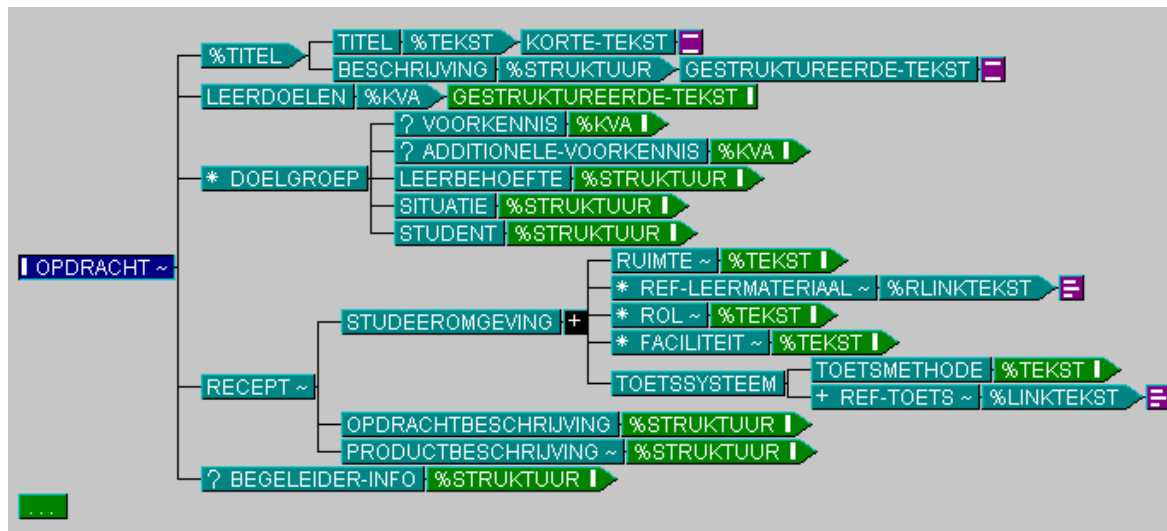 %TITEL
TITEL %TEKST KORTE-TEKST
BESCHRIJVING %STRUKTUUR GESTRUKTUREERDE-TEKST
LEERDOELEN %KVA GESTRUKTUREERDE-TEKST
? VOORKENNIS %KVA
? ADDITIONELE-VOORKENNIS %KVA
* DOELGROEP LEERBEHOEFTE %STRUKTUUR
SITUATIE %STRUKTUUR
STUDENT %STRUKTUUR
OPDRACHT ~
RUIMTE ~ %TEKST
* REF-LEERMATERIAAL ~ %RLINKTEKST
STUDEEROMGEVING +
* ROL ~ %TEKST
* FACILITEIT ~ %TEKST
RECEPT ~
TOETSSYSTEEM
TOETSMETHODE %TEKST
+ REF-TOETS ~ %LINKTEKST
OPDRACHTBESCHRIJVING %STRUKTUUR
PRODUCTBESCHRIJVING ~ %STRUKTUUR
? BEGELEIDER-INFO %STRUKTUUR
...